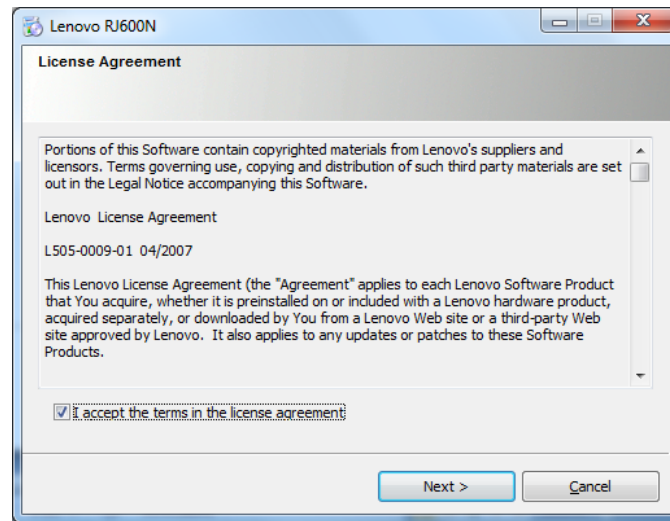 Lenovo RJ600N
License Agreement
Portions of this Software contain copyrighted materials from Lenovo's suppliers and
licensors. Terms governing use, copying and distribution of such third party materials are set
out in the Legal Notice accompanying this Software.
Lenovo License Agreement
L505-0009-01 04/2007
This Lenovo License Agreement (the "Agreement" applies to each Lenovo Software Product
that You acquire, whether it is preinstalled on or included with a Lenovo hardware product,
acquired separately, or downloaded by You from a Lenovo Web site or a third-party Web
site approved by Lenovo. It also applies to any updates or patches to these Software
Products.
I accept the terms in the license agreement
Next > Cancel